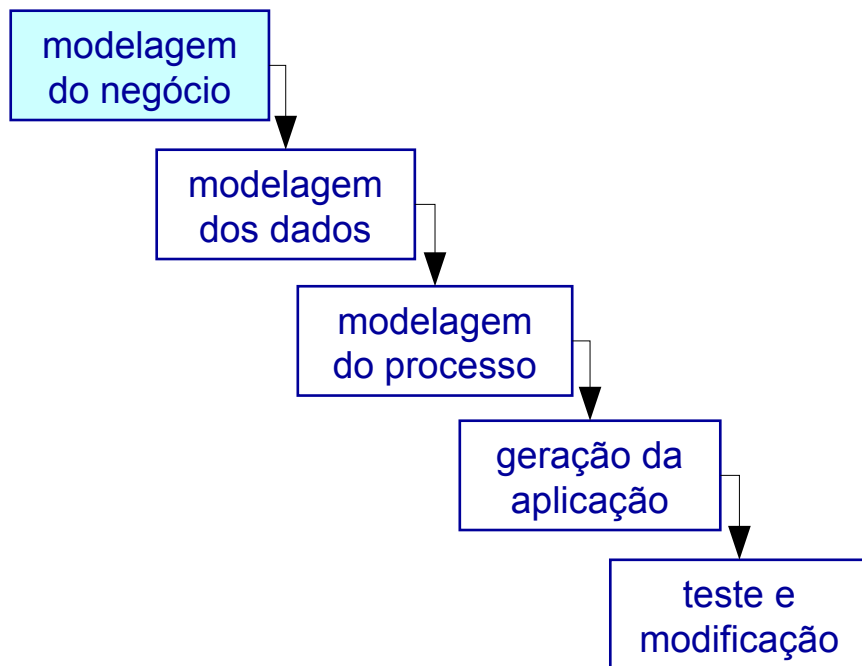 modelagem
do negócio
modelagem
dos dados
modelagem
do processo
geração da
aplicação
teste e
modificação